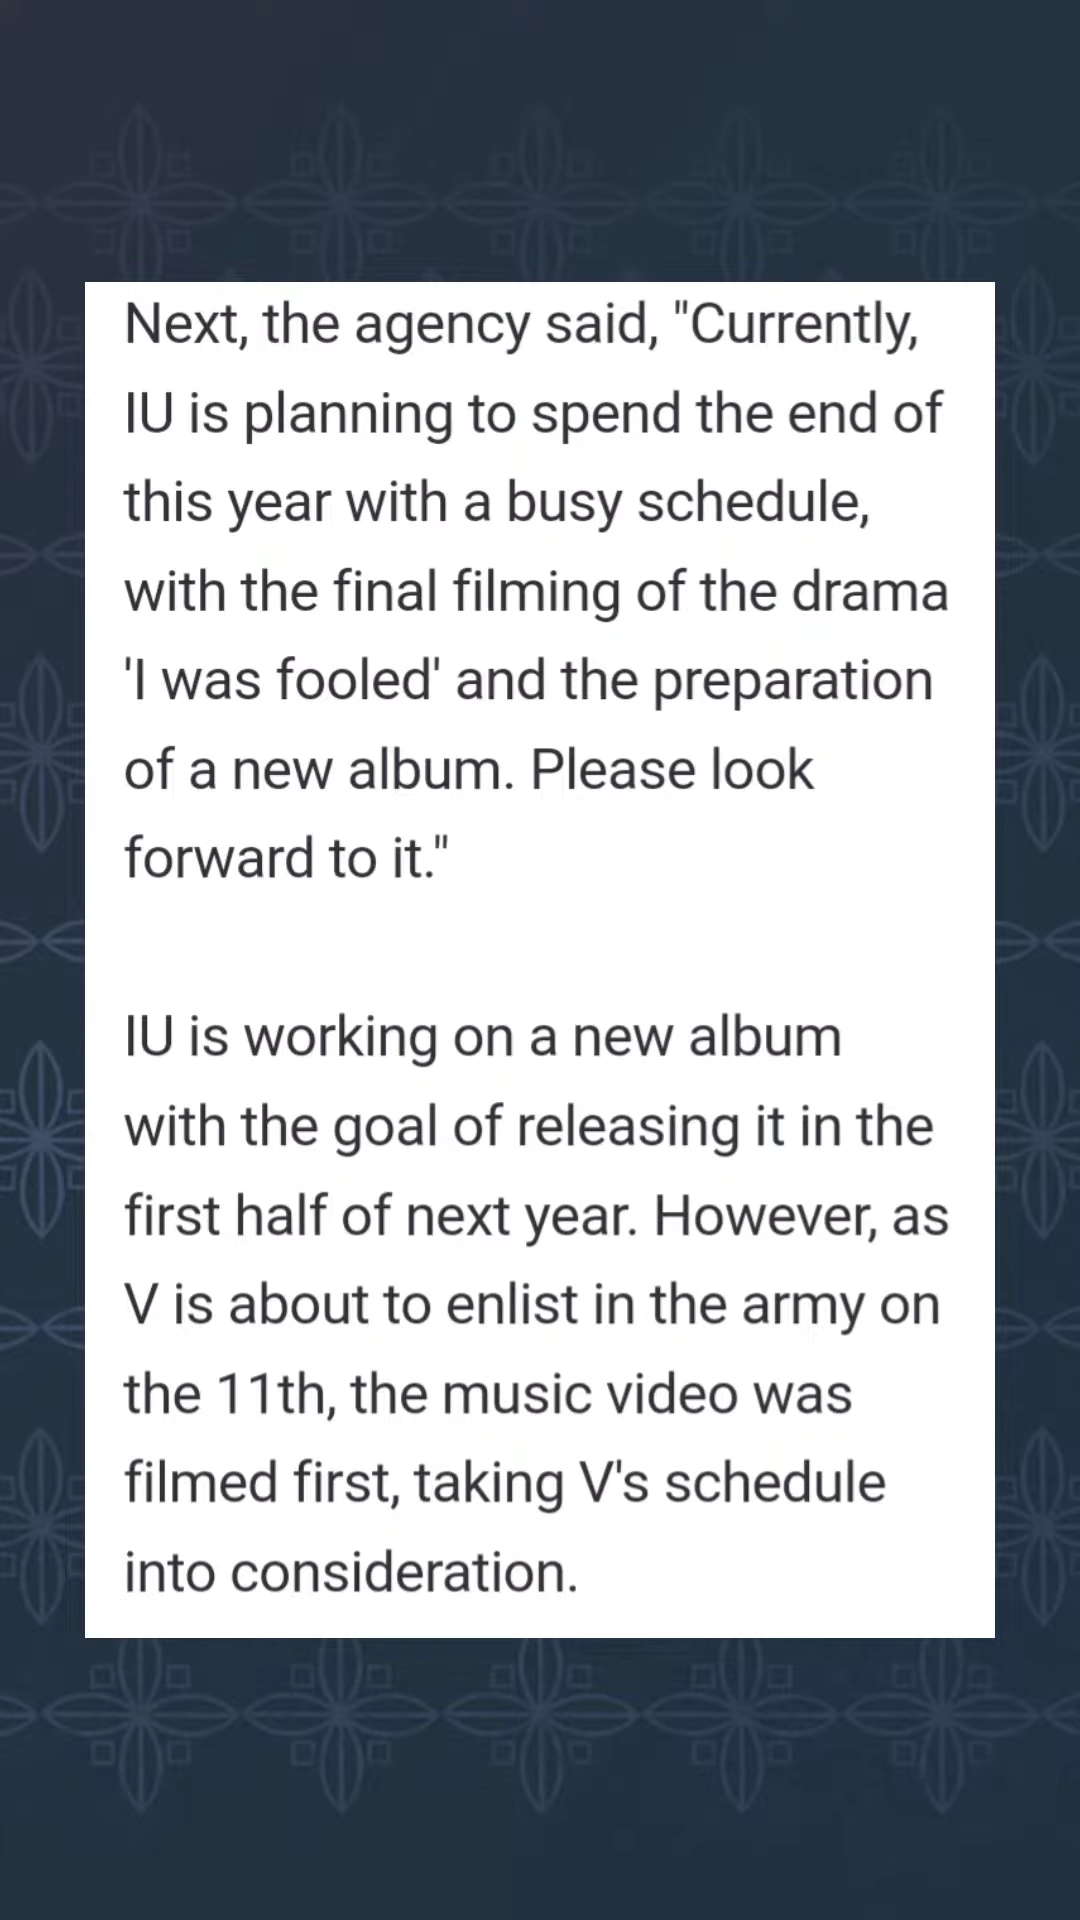 Next, the agency said, "Currently,
IU is planning to spend the end of
this year with a busy schedule,
with the final filming of the drama
'I was fooled' and the preparation
of a new album. Please look
forward to it."
IU is working on a new album
with the goal of releasing it in the
first half of next year. However, as
V is about to enlist in the army on
the 11th, the music video was
filmed first, taking V's schedule
into consideration.